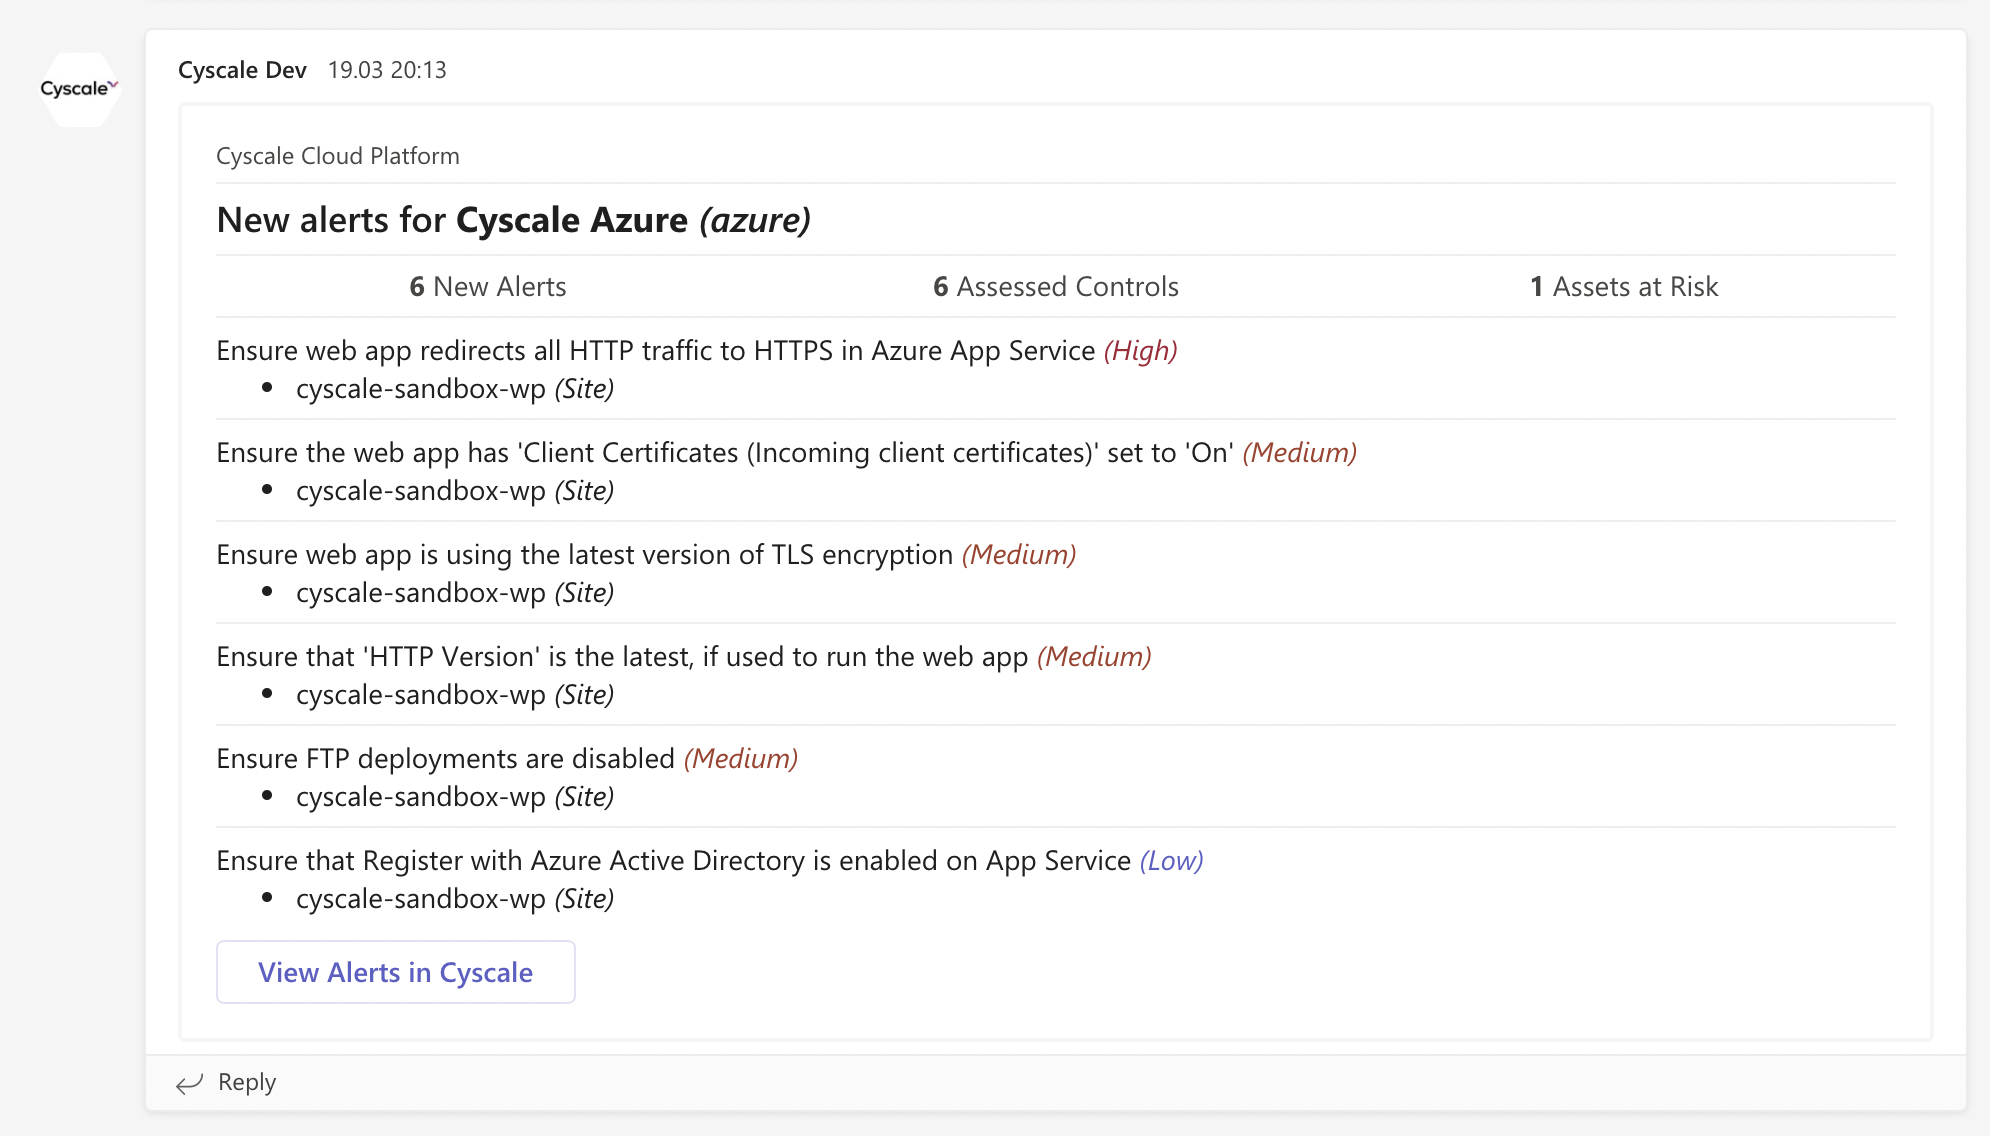 Cyscale
Cyscale Dev 19.03 20:13
Cyscale Cloud Platform
New alerts for Cyscale Azure (azure)
6 New Alerts 6 Assessed Controls 1 Assets at Risk
Ensure web app redirects all HTTP traffic to HTTPS in Azure App Service (High)
• cyscale-sandbox-wp (Site)
Ensure the web app has 'Client Certificates (Incoming client certificates)' set to 'On' (Medium)
• cyscale-sandbox-wp (Site)
Ensure web app is using the latest version of TLS encryption (Medium)
• cyscale-sandbox-wp (Site)
Ensure that 'HTTP Version' is the latest, if used to run the web app (Medium)
• cyscale-sandbox-wp (Site)
Ensure FTP deployments are disabled (Medium)
• cyscale-sandbox-wp (Site)
Ensure that Register with Azure Active Directory is enabled on App Service (Low)
• cyscale-sandbox-wp (Site)
View Alerts in Cyscale
Reply